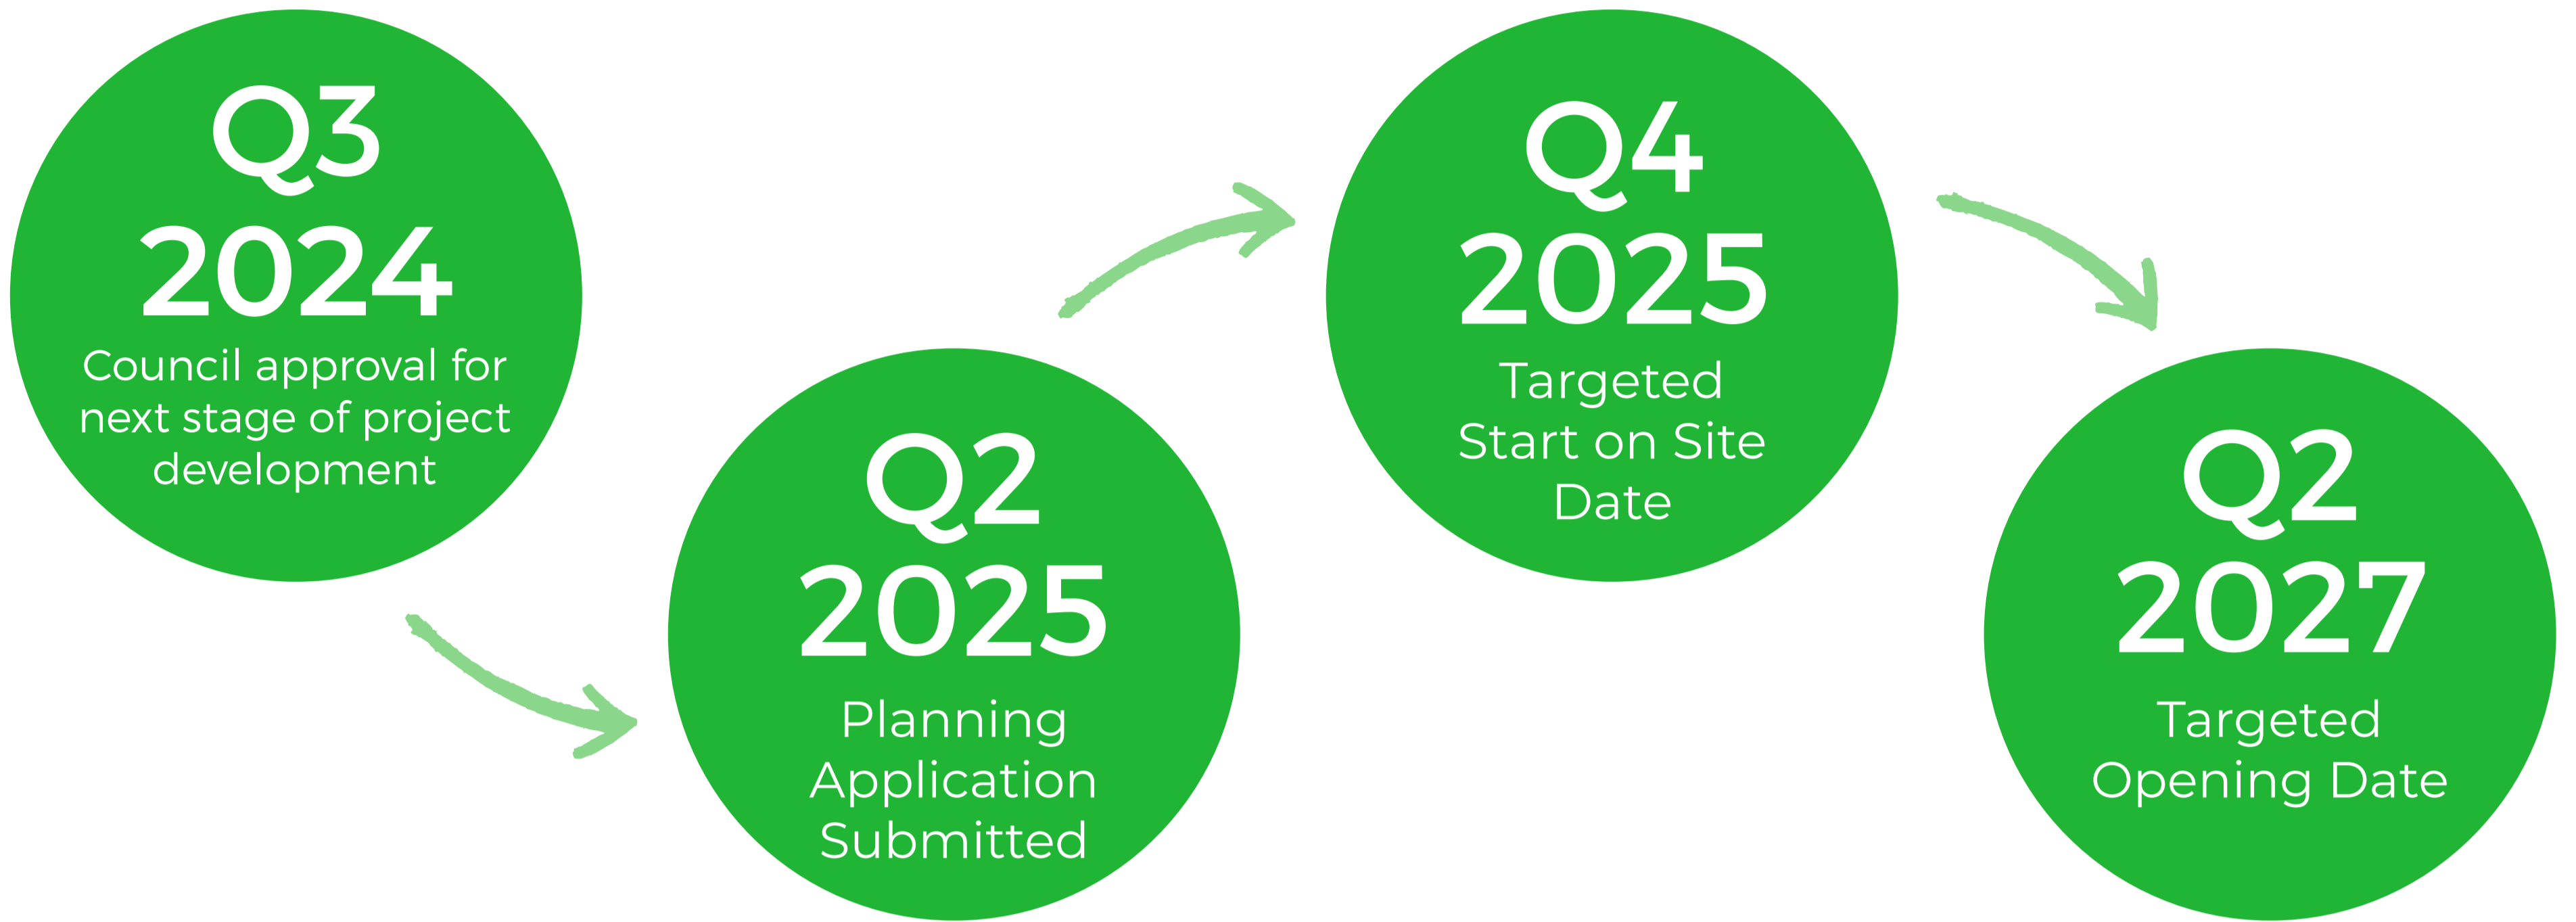 Q3
2024
Council approval for
next stage of project
development
Q2
2025
Planning
Application
Submitted
Q4
2025
Targeted
Start on Site
Date
Q2
2027
Targeted
Opening Date